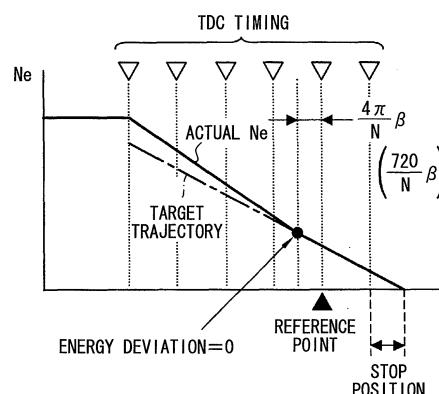 TDC TIMING
Ne
4π/N β
ACTUAL Ne
(720/N β)
TARGET
TRAJECTORY
ENERGY DEVIATION=0
REFERENCE
POINT
STOP
POSITION